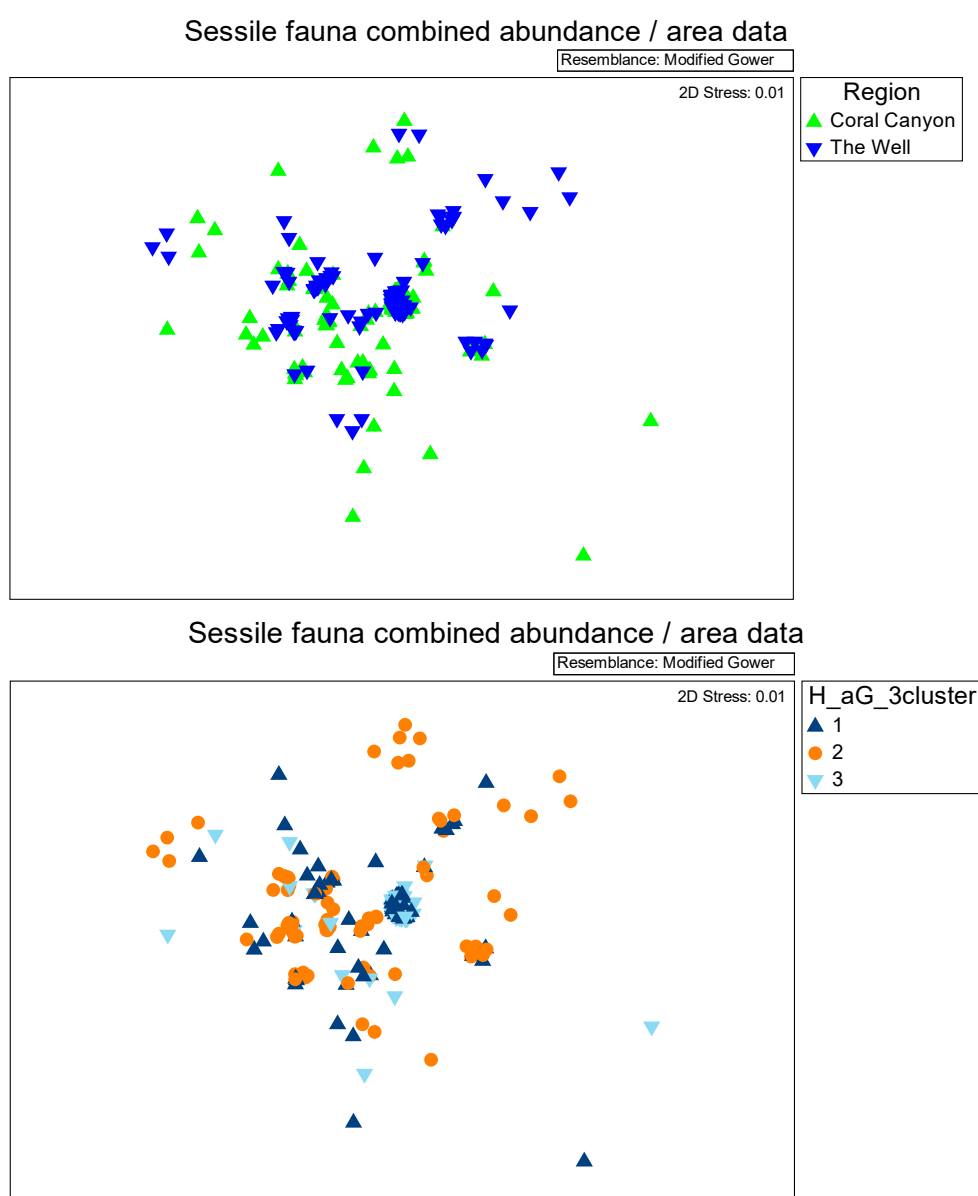 Sessile fauna combined abundance / area data
Resemblance: Modified Gower
2D Stress: 0.01
Region
Coral Canyon
The Well
Sessile fauna combined abundance / area data
Resemblance: Modified Gower
2D Stress: 0.01
H_aG_3cluster
1
2
3